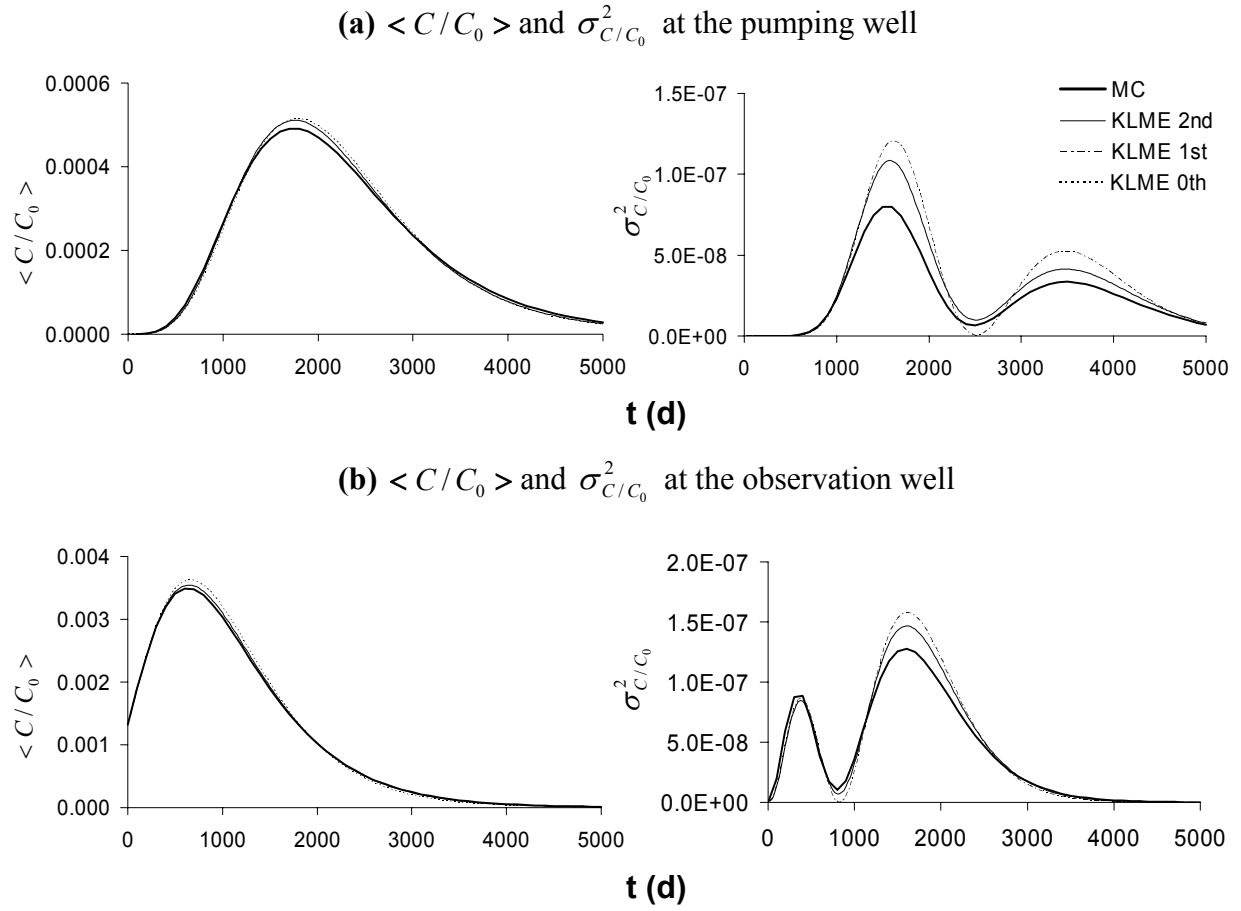 (a) < C / C₀ > and σ²_{C/C₀} at the pumping well
< C / C₀ >
0.0006
0.0004
0.0002
0.0000
0 1000 2000 3000 4000 5000
σ²_{C/C₀}
1.5E-07
1.0E-07
5.0E-08
0.0E+00
0 1000 2000 3000 4000 5000
MC
KLME 2nd
KLME 1st
KLME 0th
t (d)
(b) < C / C₀ > and σ²_{C/C₀} at the observation well
< C / C₀ >
0.004
0.003
0.002
0.001
0.000
0 1000 2000 3000 4000 5000
σ²_{C/C₀}
2.0E-07
1.5E-07
1.0E-07
5.0E-08
0.0E+00
0 1000 2000 3000 4000 5000
t (d)